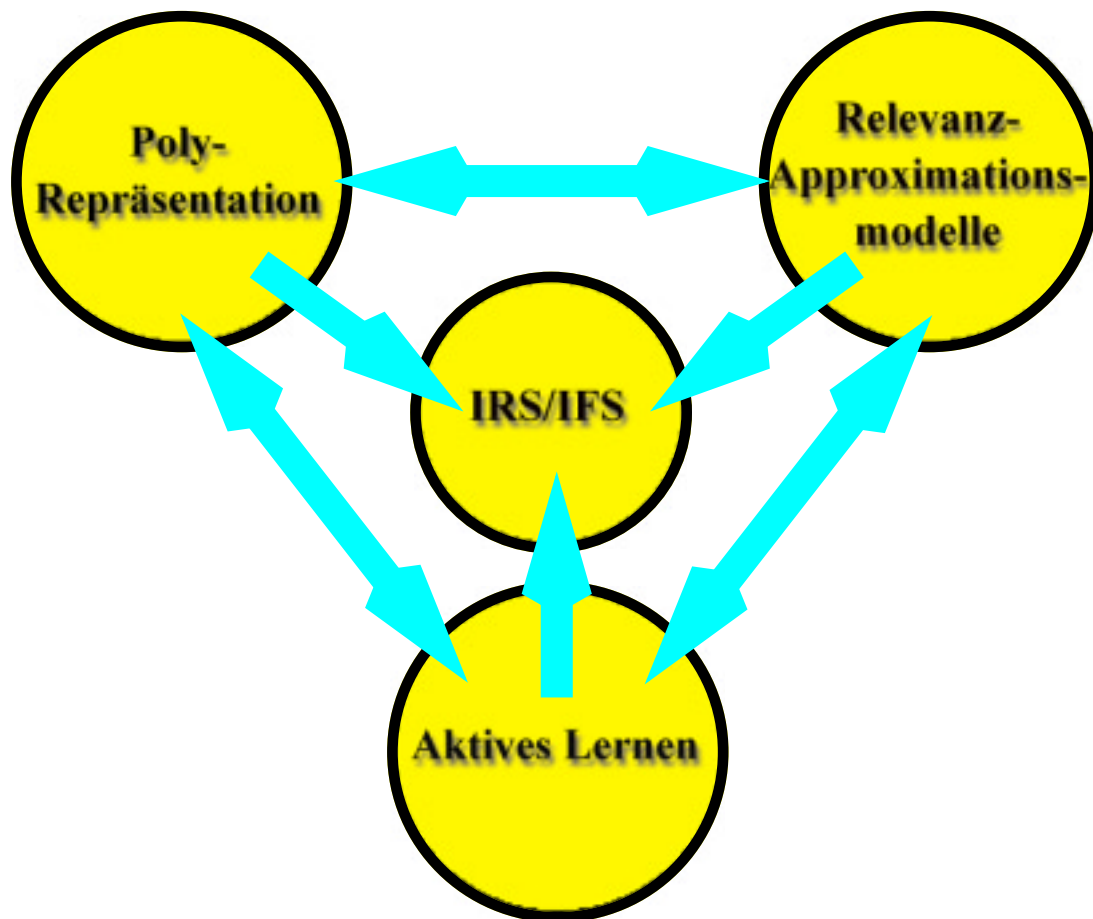 Poly-
Repräsentation
Relevanz-
Approximations-
modelle
IRS/IFS
Aktives Lernen